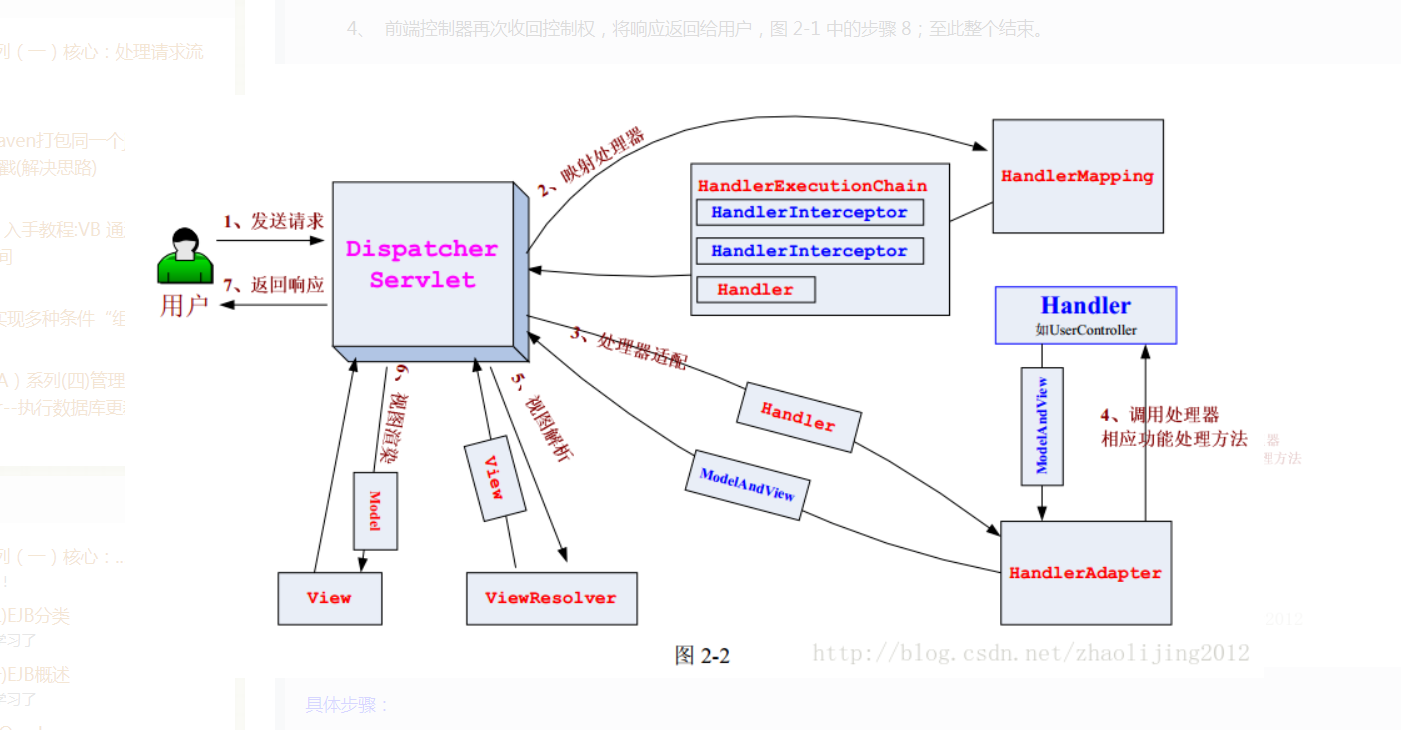 4、 前端控制器再次收回控制权，将响应返回给用户，图 2-1 中的步骤 8；至此整个结束。
列（一）核心：处理请求流
aven打包同一个
戳(解决思路)
入手教程:VB 通
间
实现多种条件“组
A）系列(四)管理
--执行数据库更
列（一）核心：..
!
)EJB分类
学习了
)EJB概述
学习了
2、映射处理器
HandlerMapping
HandlerExecutionChain
HandlerInterceptor
HandlerInterceptor
Handler
1、发送请求
Dispatcher
Servlet
7、返回响应
用户
Handler
如UserController
3、处理器适配
Handler
ModelAndView
ModelAndView
4、调用处理器
相应功能处理方法
器
理方法
6、视图渲染
5、视图解析
View
Model
View
ViewResolver
HandlerAdapter
2012
图 2-2
http://blog.csdn.net/zhaolijing2012
具体步骤：